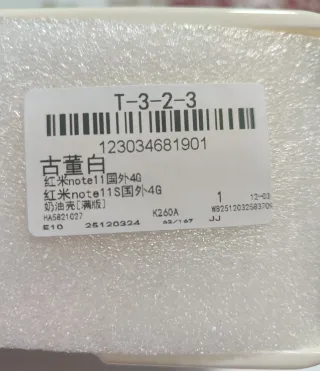 T-3-2-3
123034681901
古董白
红米note11国外4G
红米note11S国外4G
奶油壳[满版] K260A 1 12-03
HA5821027 WB2512032583704
E10 25120324 JJ